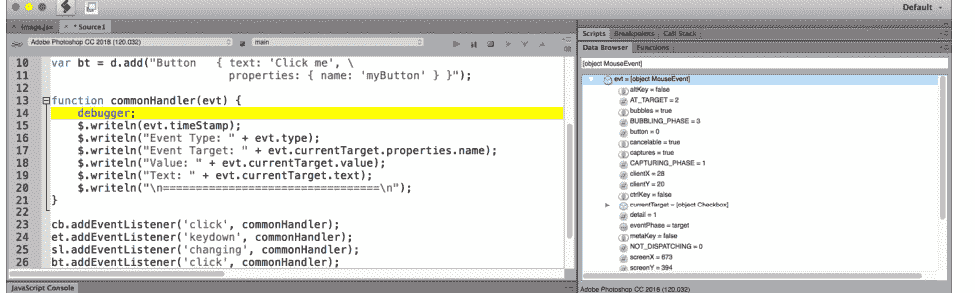 Default
image.jsx
* Source1
Adobe Photoshop CC 2018 (120.032)
main
10 var bt = d.add("Button   { text: 'Click me', \
11                          properties: { name: 'myButton' } }");
12
13 function commonHandler(evt) {
14     debugger;
15     $.writeln(evt.timeStamp);
16     $.writeln("Event Type: " + evt.type);
17     $.writeln("Event Target: " + evt.currentTarget.properties.name);
18     $.writeln("Value: " + evt.currentTarget.value);
19     $.writeln("Text: " + evt.currentTarget.text);
20     $.writeln("\n=================================\n");
21 }
22
23 cb.addEventListener('click', commonHandler);
24 et.addEventListener('keydown', commonHandler);
25 sl.addEventListener('changing', commonHandler);
26 bt.addEventListener('click', commonHandler);
JavaScript Console
Scripts Breakpoints Call Stack
Data Browser Functions
[object MouseEvent]
evt = [object MouseEvent]
altKey = false
AT_TARGET = 2
bubbles = true
BUBBLING_PHASE = 3
button = 0
cancelable = true
captures = true
CAPTURING_PHASE = 1
clientX = 28
clientY = 20
ctrlKey = false
currentTarget = [object Checkbox]
detail = 1
eventPhase = target
metaKey = false
NOT_DISPATCHING = 0
screenX = 673
screenY = 394
Adobe Photoshop CC 2018 (120.032)